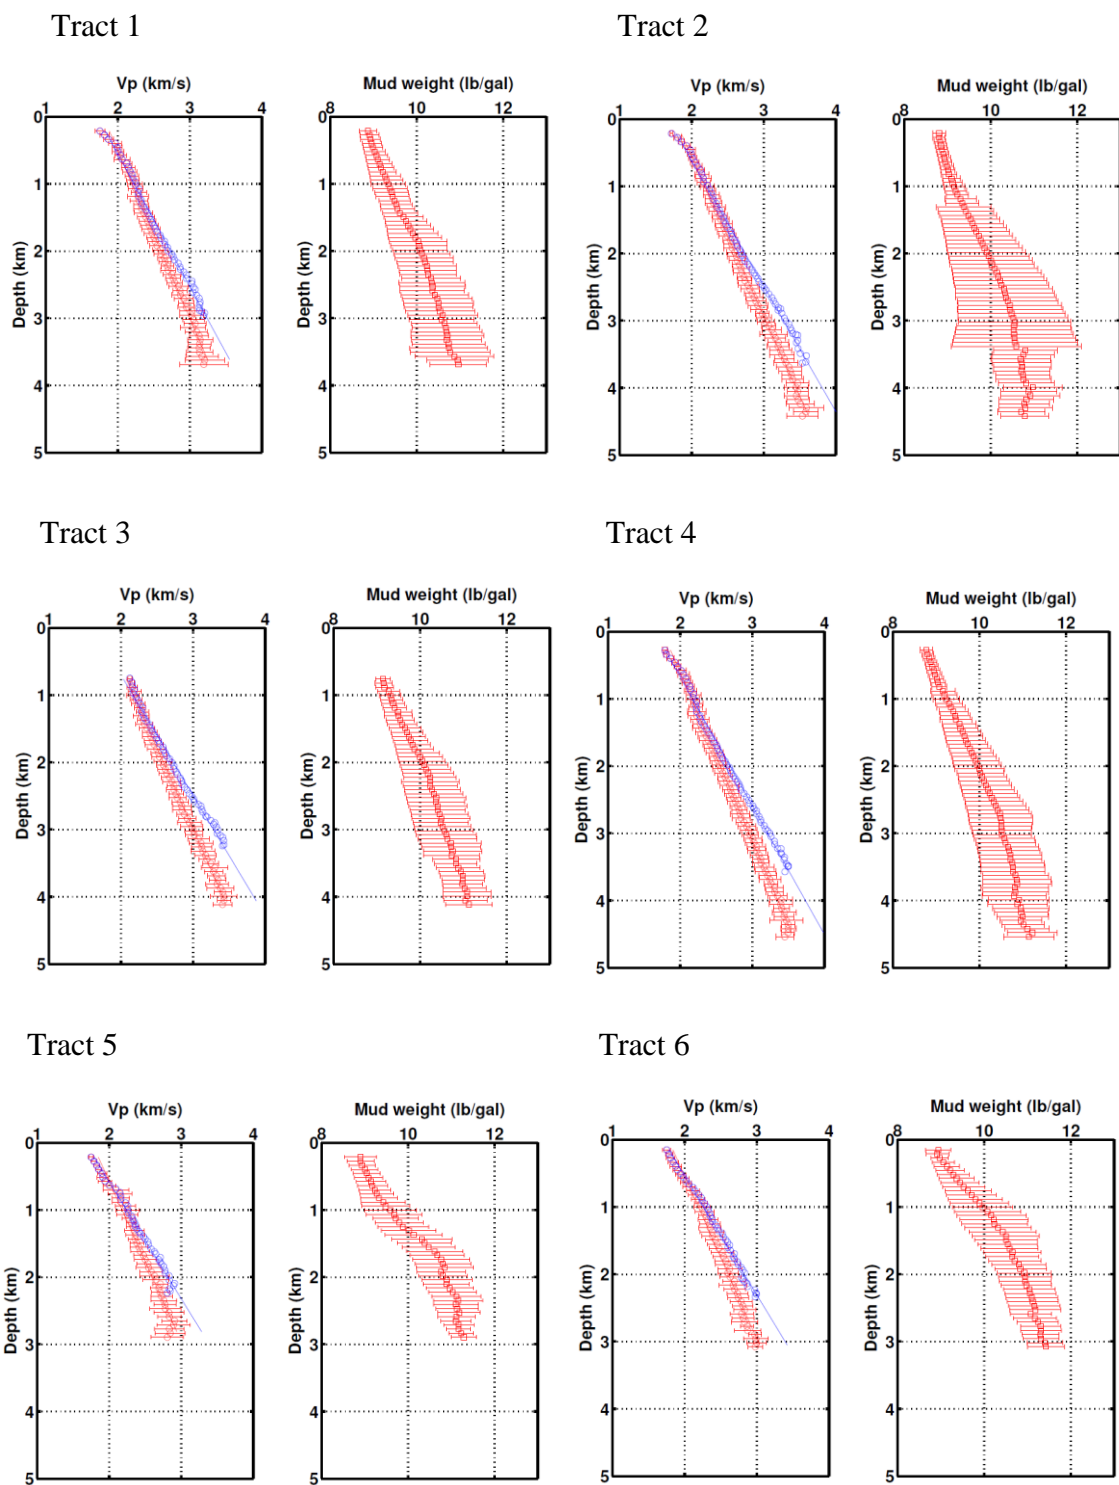 Tract 1 Tract 2
Vp (km/s) Mud weight (lb/gal) Vp (km/s) Mud weight (lb/gal)
1 2 3 4 8 10 12 1 2 3 4 8 10 12
0 0 0 0
1 1 1 1
2 2 2 2
3 3 3 3
4 4 4 4
5 5 5 5
Depth (km) Depth (km) Depth (km) Depth (km)
Tract 3 Tract 4
Vp (km/s) Mud weight (lb/gal) Vp (km/s) Mud weight (lb/gal)
1 2 3 4 8 10 12 1 2 3 4 8 10 12
0 0 0 0
1 1 1 1
2 2 2 2
3 3 3 3
4 4 4 4
5 5 5 5
Depth (km) Depth (km) Depth (km) Depth (km)
Tract 5 Tract 6
Vp (km/s) Mud weight (lb/gal) Vp (km/s) Mud weight (lb/gal)
1 2 3 4 8 10 12 1 2 3 4 8 10 12
0 0 0 0
1 1 1 1
2 2 2 2
3 3 3 3
4 4 4 4
5 5 5 5
Depth (km) Depth (km) Depth (km) Depth (km)